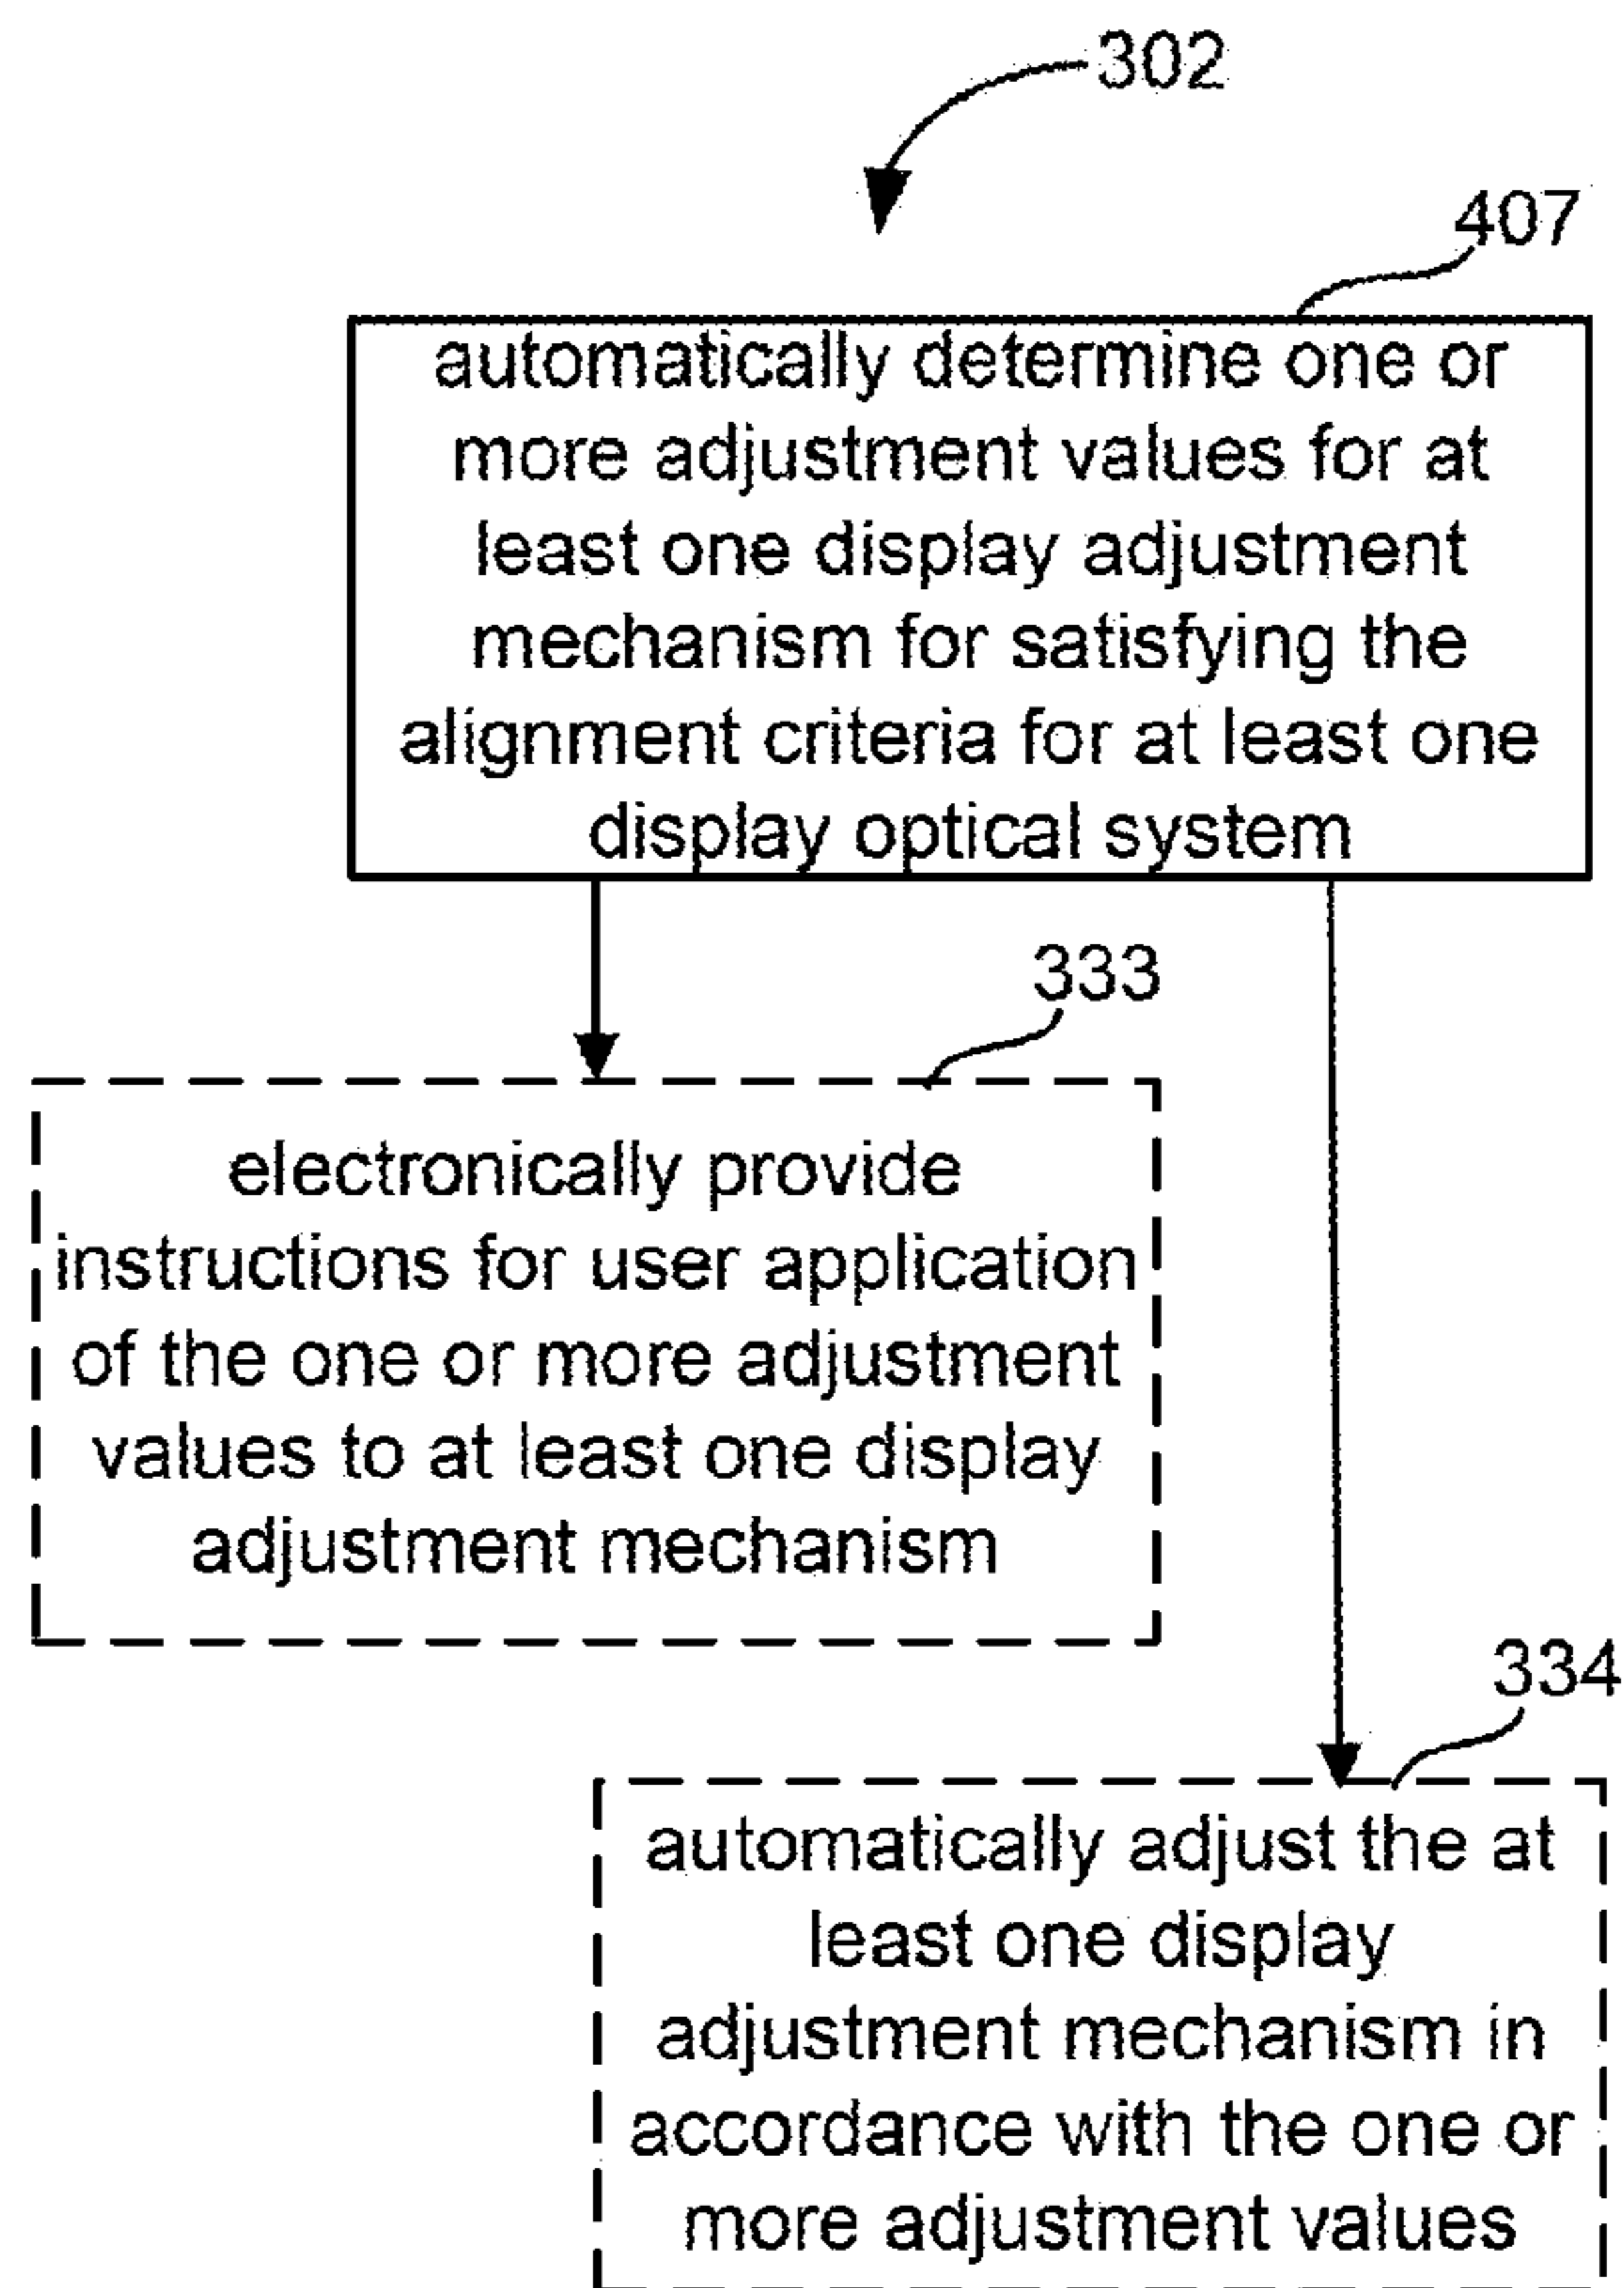 302
407
automatically determine one or
more adjustment values for at
least one display adjustment
mechanism for satisfying the
alignment criteria for at least one
display optical system
333
electronically provide
instructions for user application
of the one or more adjustment
values to at least one display
adjustment mechanism
334
automatically adjust the at
least one display
adjustment mechanism in
accordance with the one or
more adjustment values